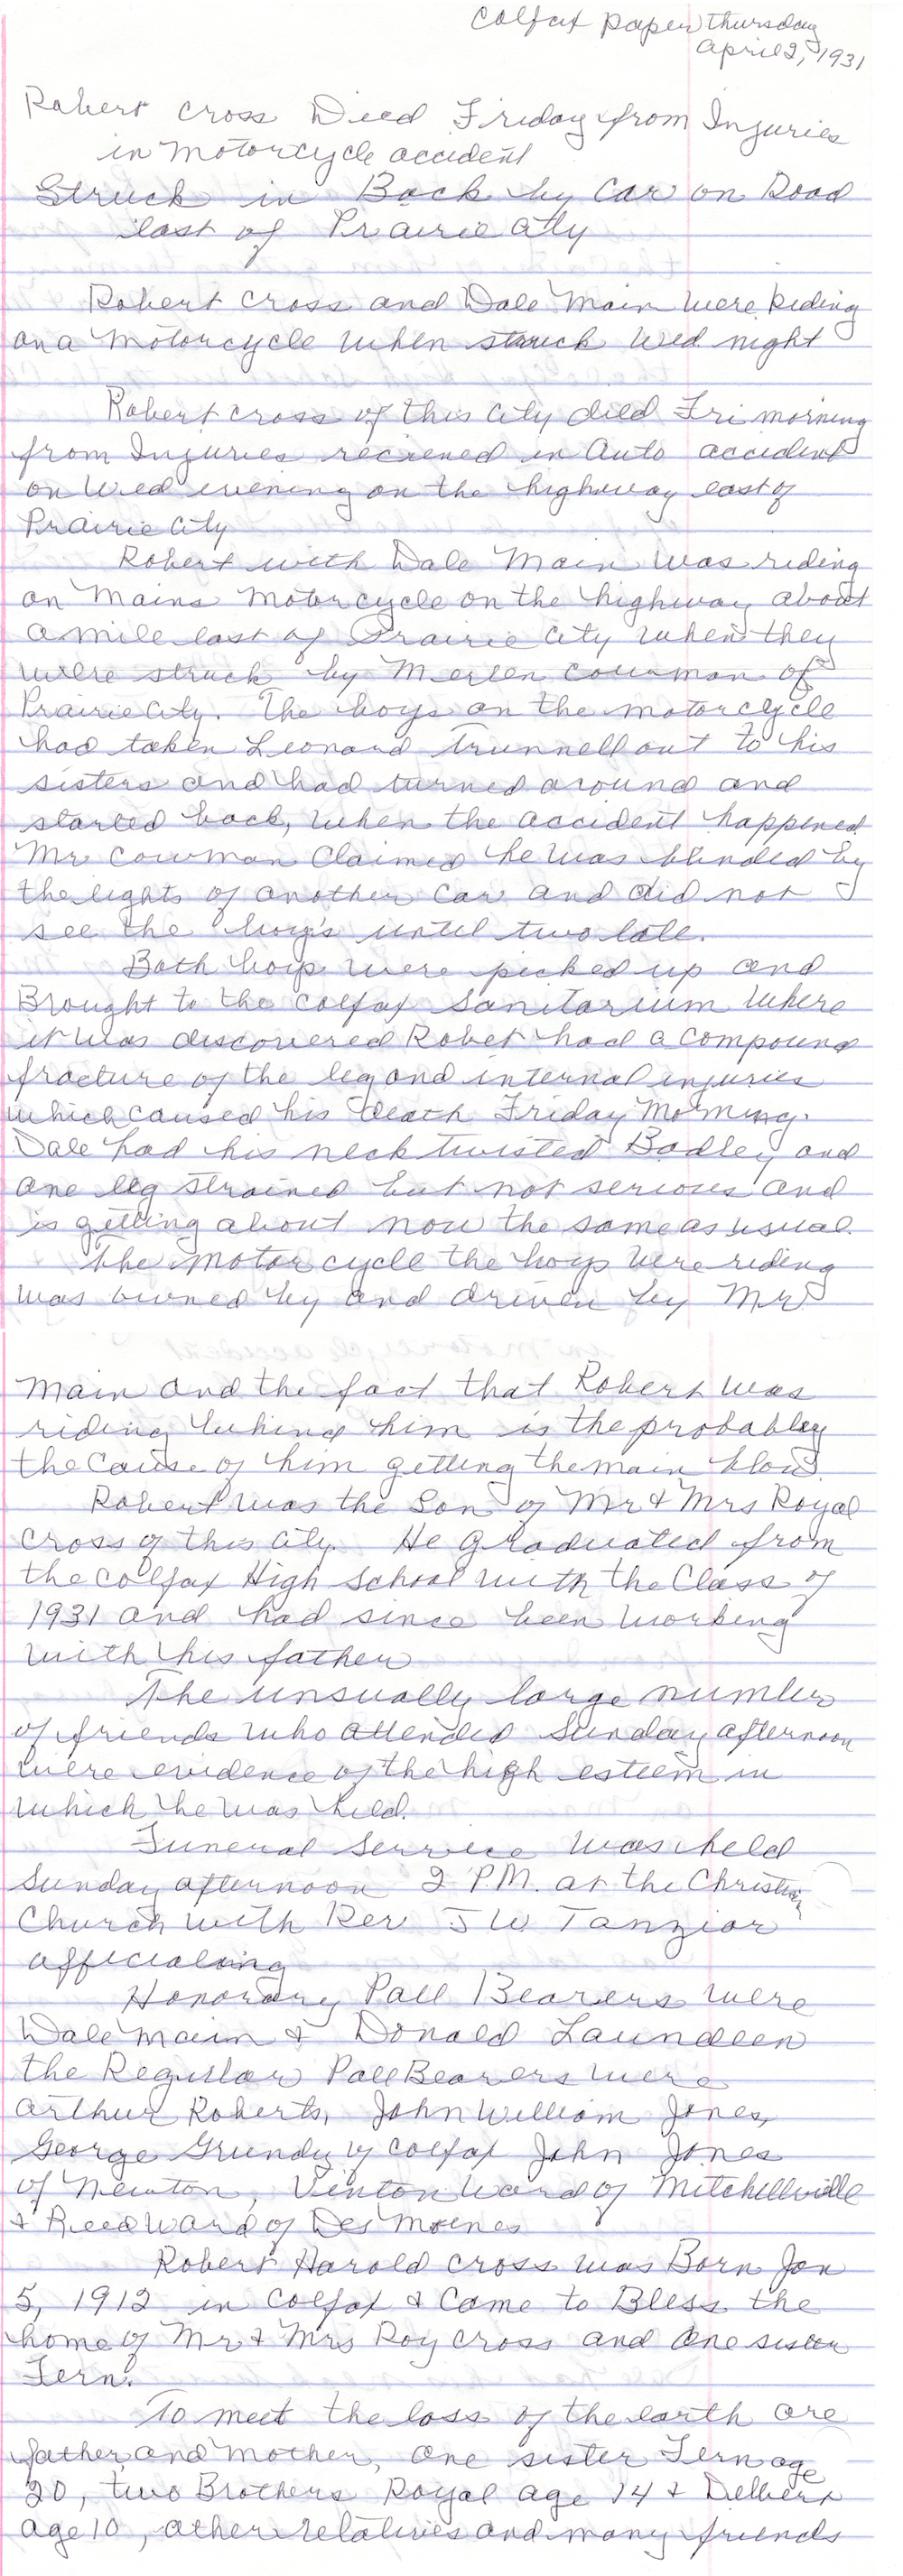 Colfax paper Thursday
April 2, 1931
Robert Cross Died Friday from Injuries
in Motorcycle accident
Struck in Back by Car on Road
East of Prairie City
Robert Cross and Dale Main were Riding
on a Motorcycle when struck Wed night
Robert Cross of this City died Fri morning
from Injuries recieved in Auto accident
on Wed evening on the highway east of
Prairie City
Robert with Dale Main was riding
on Mains Motorcycle on the highway about
a mile East of Prairie City when they
were struck by Merlen Cowman of
Prairie City. The boys on the motorcycle
had taken Leonard Trunnell out to his
sisters and had turned around and
started back, when the accident happened.
Mr Cowman Claimed he was blinded by
the lights of another Car and did not
see the boy's until two late.
Both boys were picked up and
Brought to the Colfax Sanitarium where
it was discovered Robet had a Compound
fracture of the leg and internal injuries
which caused his Death Friday Morning.
Dale had his neck twisted Badley and
one leg strained but not serious and
is getting about now the same as usual.
The motorcycle the boys were riding
was owned by and driven by Mr
Main and the fact that Robert was
riding behind him is the probabley
the Cause of him getting the main blow.
Robert was the Son of Mr & Mrs Royal
Cross of this City. He graduated from
the Colfax High School with the Class of
1931 and had since been working
with his father
The unsually large number
of friends who attended Sunday afternoon
were evidence of the high esteem in
which he was held.
Funeral Service was held
Sunday afternoon 2 P.M. at the Christian
Church with Rev J W Tanzior
officialing
Honorary Pall Bearers were
Dale Main & Donald Laundeen
the Regular Pall Bearers were
Arthur Roberts, John William Jones,
George Grundy of Colfax John Jones
of Newton, Vinton Ward of Mitchellville
& Reed Ward of Des Moines
Robert Harold Cross was Born Jan
5, 1912 in Colfax & Came to Bless the
home of Mr & Mrs Roy Cross and One sister
Fern.
To meet the loss of the earth are
father, and mother, one sister Fern age
20, two Brothers Royal age 14 & Delbert
age 10, other relatives and many friends